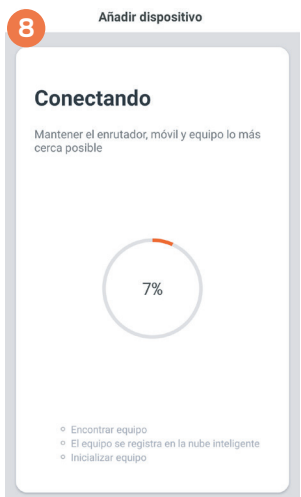 8
Añadir dispositivo
Conectando
Mantener el enrutador, móvil y equipo lo más
cerca posible
7%
Encontrar equipo
El equipo se registra en la nube inteligente
Inicializar equipo